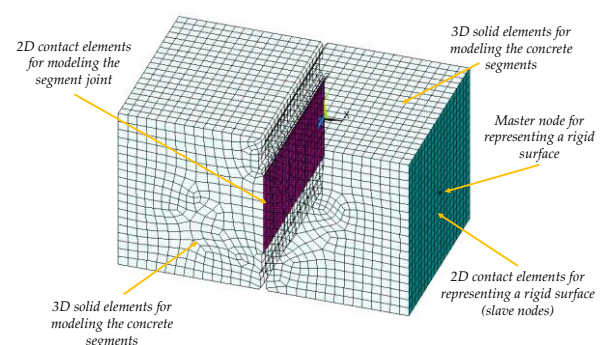 2D contact elements
for modeling the
segment joint
3D solid elements for
modeling the concrete
segments
Master node for
representing a rigid
surface
X
2D contact elements for
representing a rigid surface
(slave nodes)
3D solid elements for
modeling the concrete
segments